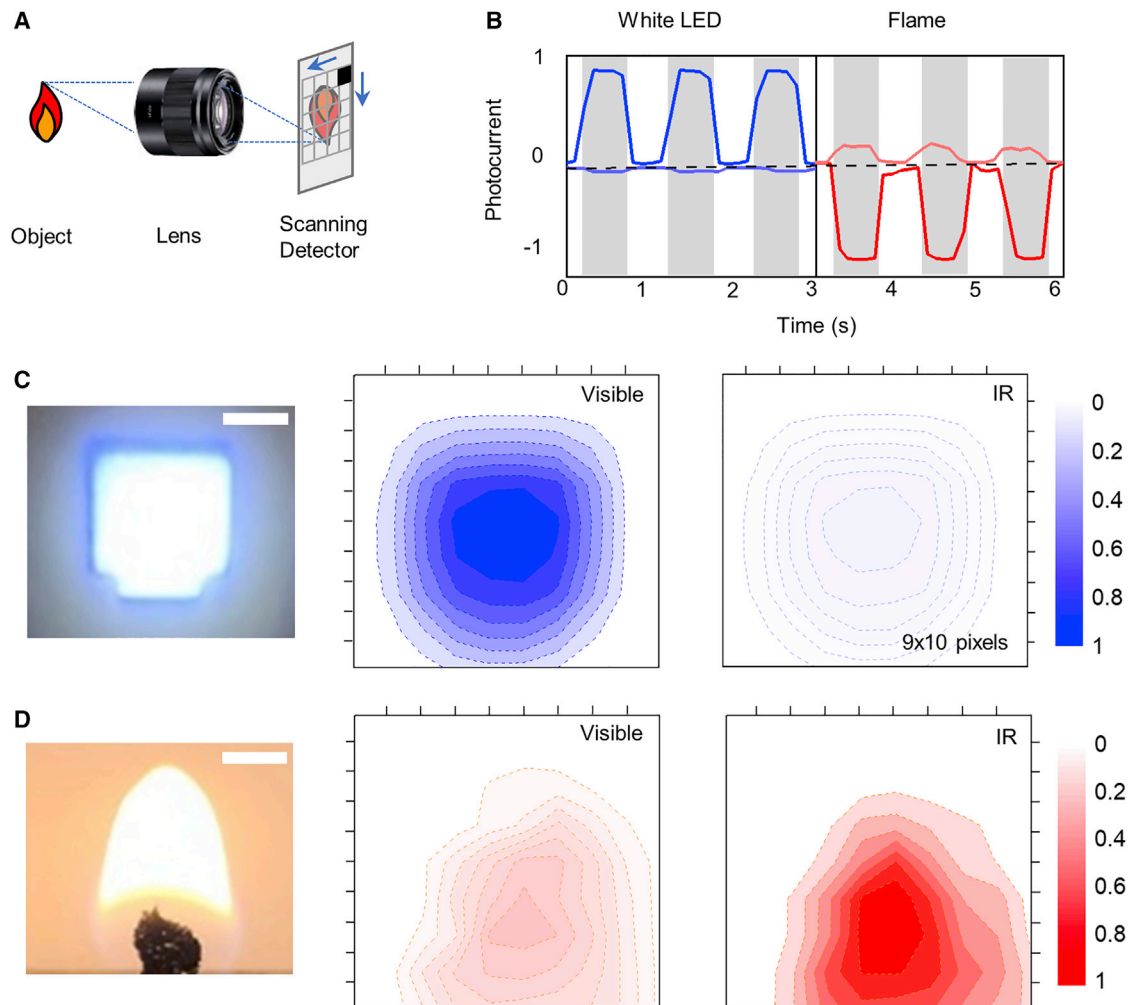 A
Object
Lens
Scanning
Detector
B
White LED
Flame
Photocurrent
1
0
-1
0
1
2
3
4
5
6
Time (s)
C
Visible
IR
9x10 pixels
0
0.2
0.4
0.6
0.8
1
D
Visible
IR
0
0.2
0.4
0.6
0.8
1